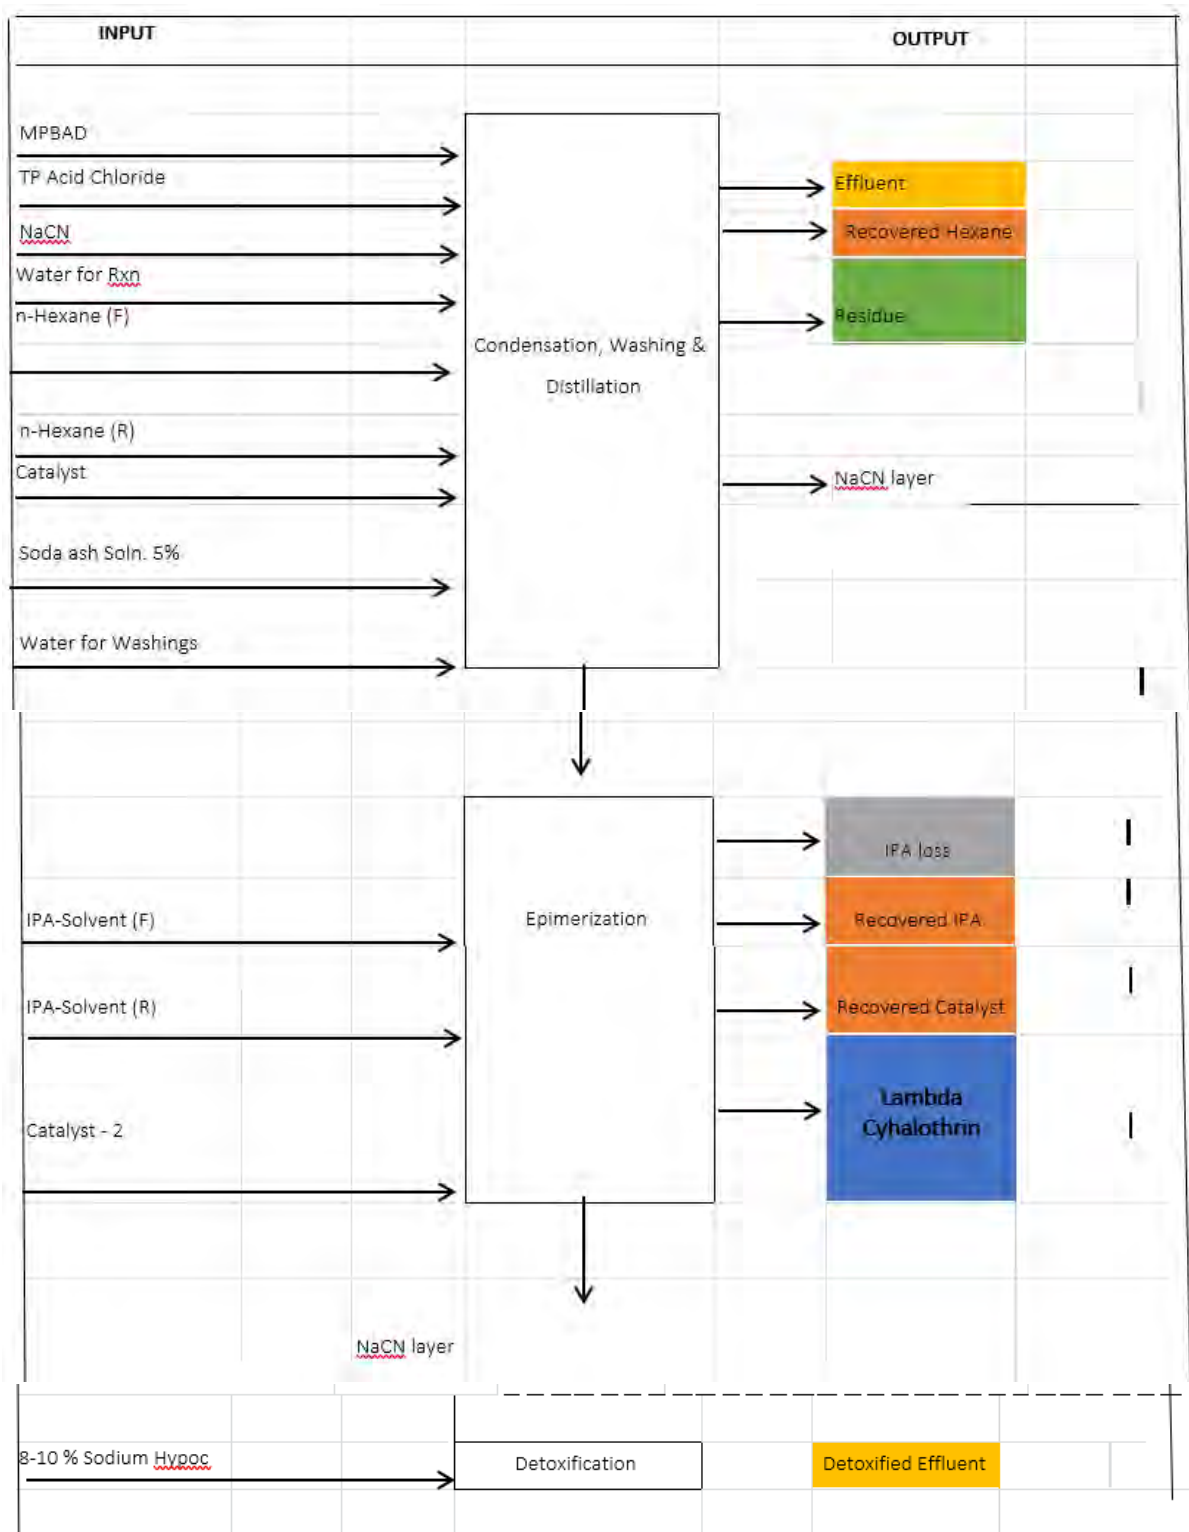 INPUT
OUTPUT
MPBAD
TP Acid Chloride
NaCN
Water for Rxn
n-Hexane (F)
n-Hexane (R)
Catalyst
Soda ash Soln. 5%
Water for Washings
Condensation, Washing &
Distillation
Effluent
Recovered Hexane
Residue
NaCN layer
IPA-Solvent (F)
IPA-Solvent (R)
Catalyst - 2
Epimerization
IPA loss
Recovered IPA
Recovered Catalyst
Lambda
Cyhalothrin
NaCN layer
8-10 % Sodium Hypoc
Detoxification
Detoxified Effluent